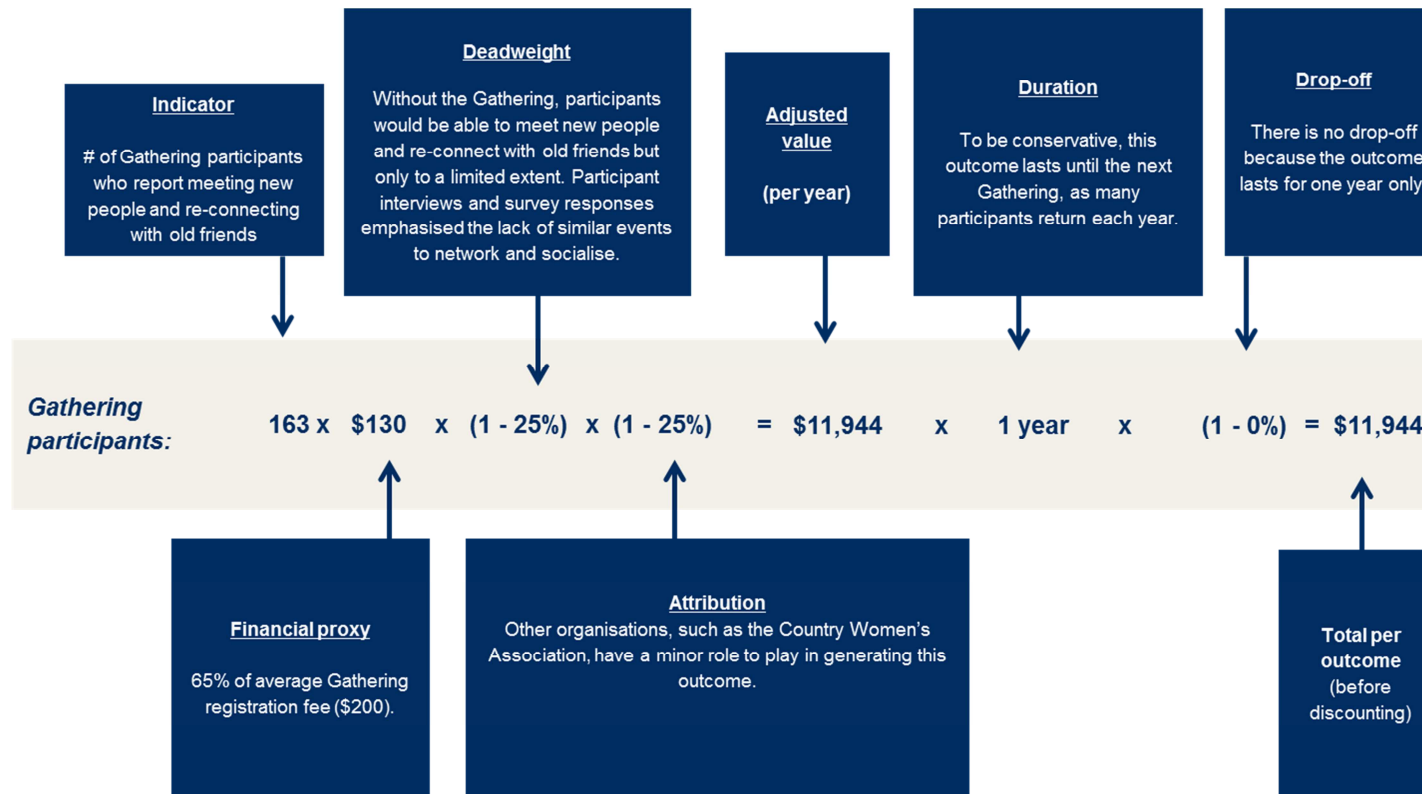 Indicator
# of Gathering participants
who report meeting new
people and re-connecting
with old friends
Deadweight
Without the Gathering, participants
would be able to meet new people
and re-connect with old friends but
only to a limited extent. Participant
interviews and survey responses
emphasised the lack of similar events
to network and socialise.
Adjusted
value
(per year)
Duration
To be conservative, this
outcome lasts until the next
Gathering, as many
participants return each year.
Drop-off
There is no drop-off
because the outcome
lasts for one year only
Gathering
participants:
163 x $130 x (1 - 25%) x (1 - 25%) = $11,944 x 1 year x (1 - 0%) = $11,944
Financial proxy
65% of average Gathering
registration fee ($200).
Attribution
Other organisations, such as the Country Women's
Association, have a minor role to play in generating this
outcome.
Total per
outcome
(before
discounting)